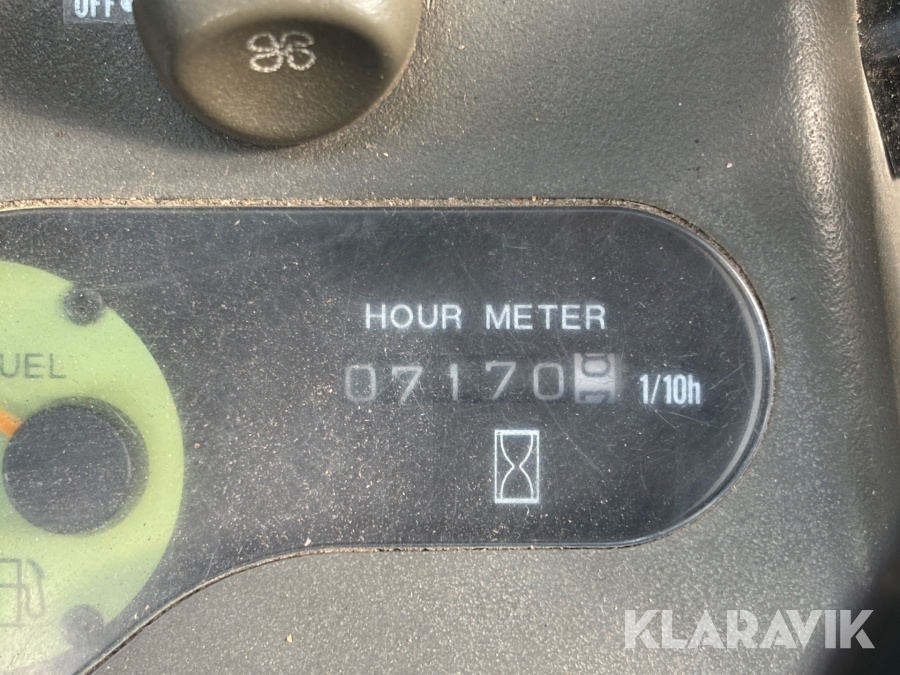 OFF
HOUR METER
07170 1/10h
UEL
KLARAVIK